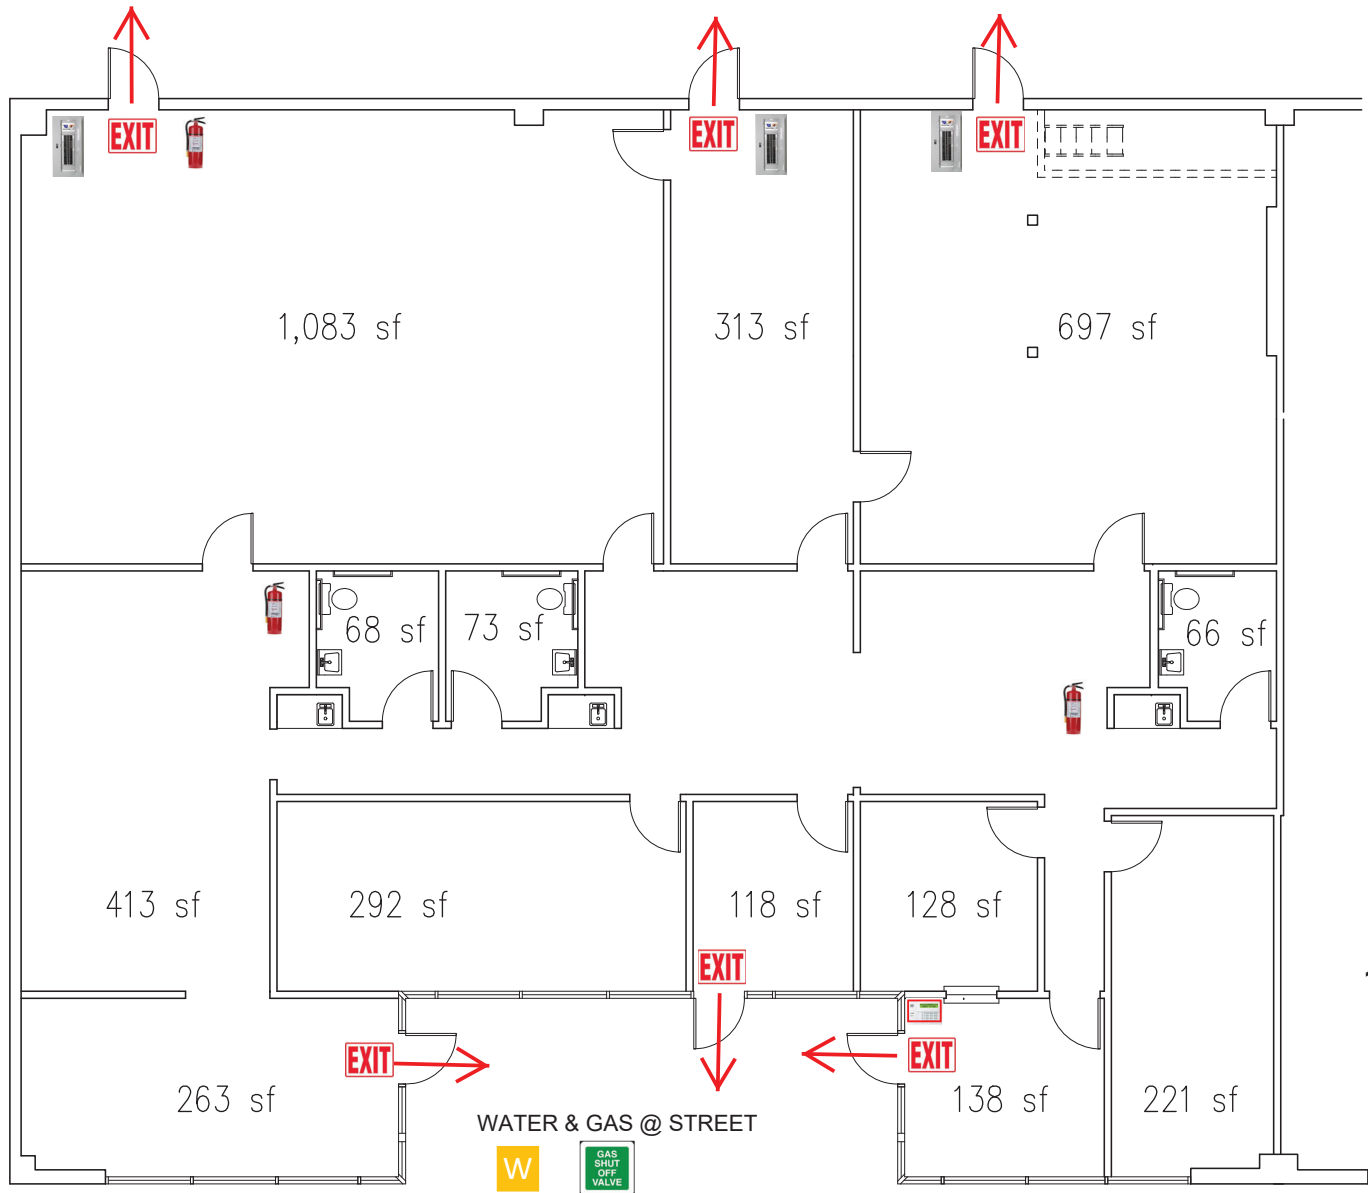 EXIT
EXIT
EXIT
1,083 sf
313 sf
697 sf
68 sf
73 sf
66 sf
413 sf
292 sf
118 sf
128 sf
EXIT
EXIT
EXIT
263 sf
138 sf
221 sf
WATER & GAS @ STREET
W
GAS
SHUT
OFF
VALVE